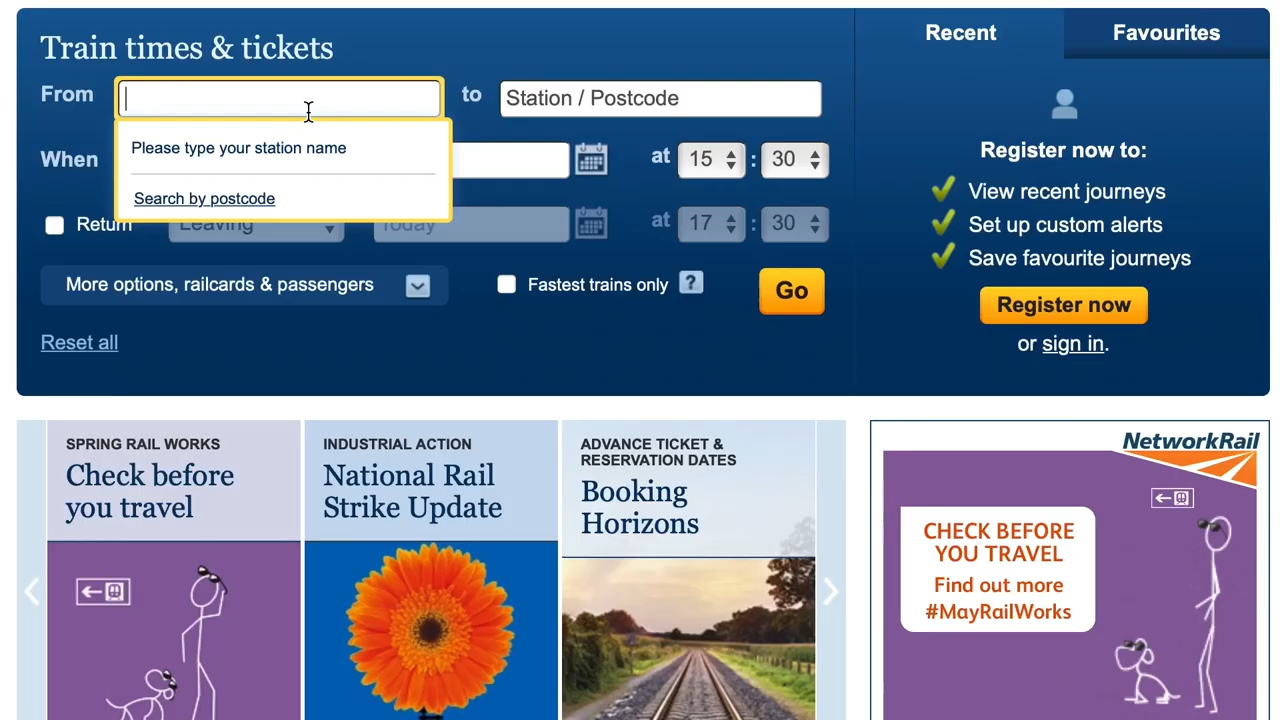 Train times & tickets
From
to
Station / Postcode
Please type your station name
Search by postcode
When
at 15 : 30
Return
Leaving
Today
at 17 : 30
More options, railcards & passengers
Fastest trains only ?
Go
Reset all
Recent
Favourites
Register now to:
View recent journeys
Set up custom alerts
Save favourite journeys
Register now
or sign in.
SPRING RAIL WORKS
Check before
you travel
INDUSTRIAL ACTION
National Rail
Strike Update
ADVANCE TICKET &
RESERVATION DATES
Booking
Horizons
NetworkRail
CHECK BEFORE
YOU TRAVEL
Find out more
#MayRailWorks